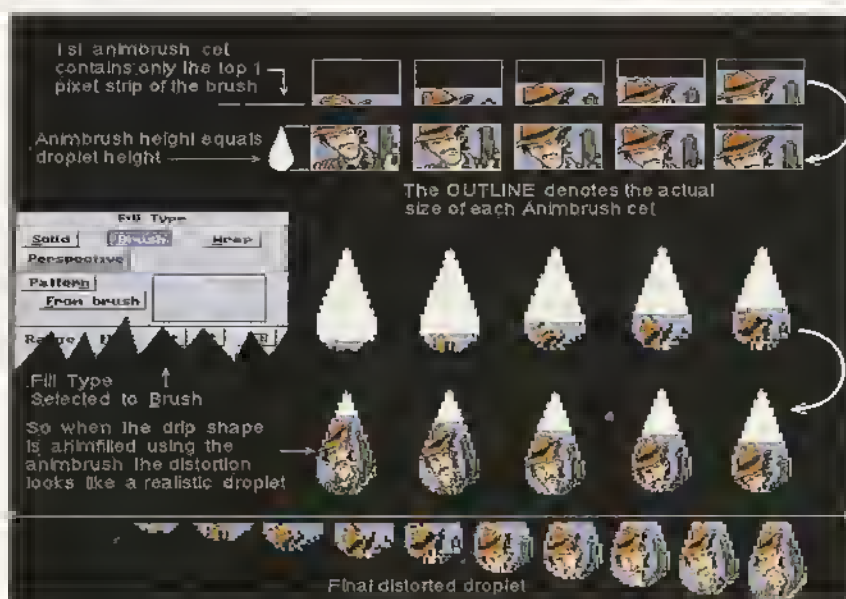 1st animbrush cel
contains only the top 1
pixel strip of the brush
Animbrush height equals
droplet height
The OUTLINE denotes the actual
size of each Animbrush cel
Fill Type
Solid Brush Wrap
Perspective
Pattern
From brush
Fill Type
Selected to Brush
So when the drip shape
is animfilled using the
animbrush the distortion
looks like a realistic droplet
Final distorted droplet